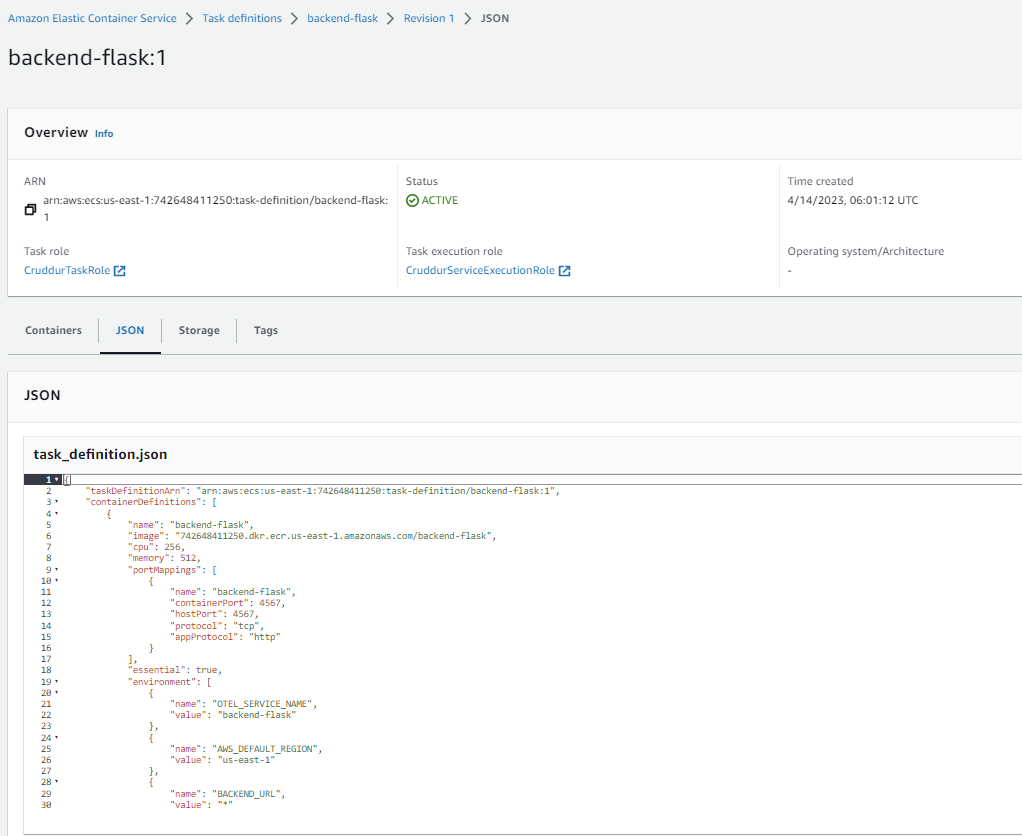 Amazon Elastic Container Service > Task definitions > backend-flask > Revision 1 > JSON
backend-flask:1
Overview Info
ARN
arn:aws:ecs:us-east-1:742648411250:task-definition/backend-flask:
1
Status
ACTIVE
Time created
4/14/2023, 06:01:12 UTC
Task role
CruddurTaskRole
Task execution role
CruddurServiceExecutionRole
Operating system/Architecture
-
Containers
JSON
Storage
Tags
JSON
task_definition.json
1 {
2 "taskDefinitionArn": "arn:aws:ecs:us-east-1:742648411250:task-definition/backend-flask:1",
3 "containerDefinitions": [
4 {
5 "name": "backend-flask",
6 "image": "742648411250.dkr.ecr.us-east-1.amazonaws.com/backend-flask",
7 "cpu": 256,
8 "memory": 512,
9 "portMappings": [
10 {
11 "name": "backend-flask",
12 "containerPort": 4567,
13 "hostPort": 4567,
14 "protocol": "tcp",
15 "appProtocol": "http"
16 }
17 ],
18 "essential": true,
19 "environment": [
20 {
21 "name": "OTEL_SERVICE_NAME",
22 "value": "backend-flask"
23 },
24 {
25 "name": "AWS_DEFAULT_REGION",
26 "value": "us-east-1"
27 },
28 {
29 "name": "BACKEND_URL",
30 "value": "*"